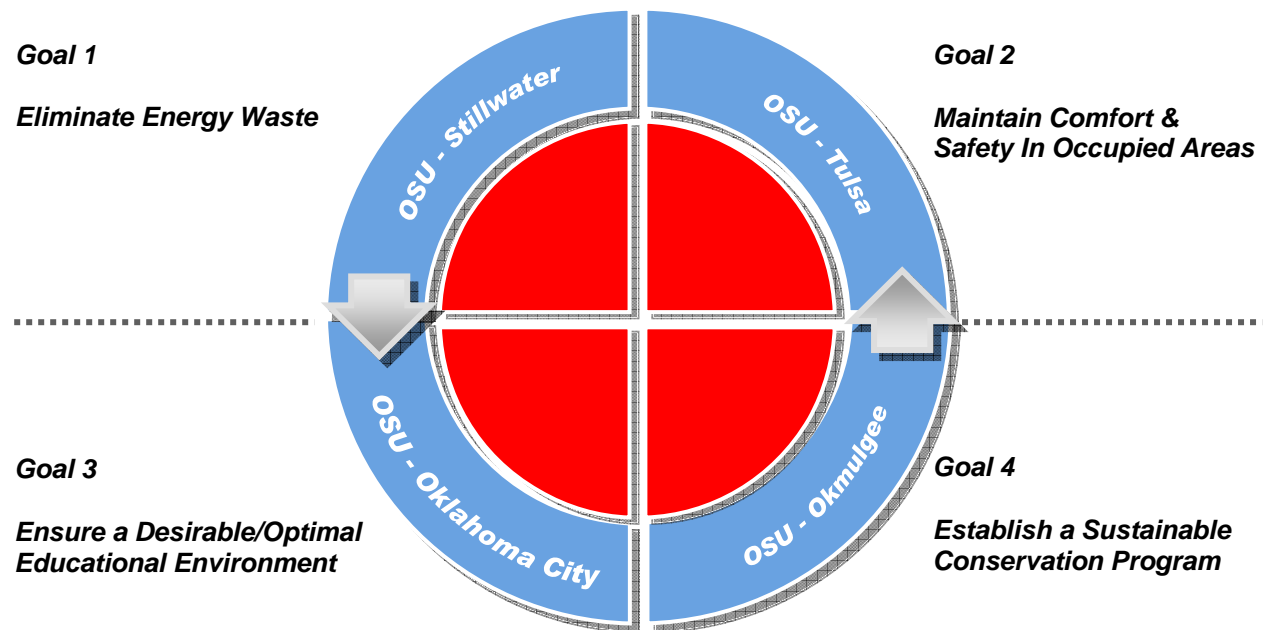 Goal 1
Eliminate Energy Waste
OSU - Stillwater
OSU - Tulsa
Goal 2
Maintain Comfort &
Safety In Occupied Areas
Goal 3
Ensure a Desirable/Optimal
Educational Environment
OSU - Oklahoma City
OSU - Okmulgee
Goal 4
Establish a Sustainable
Conservation Program